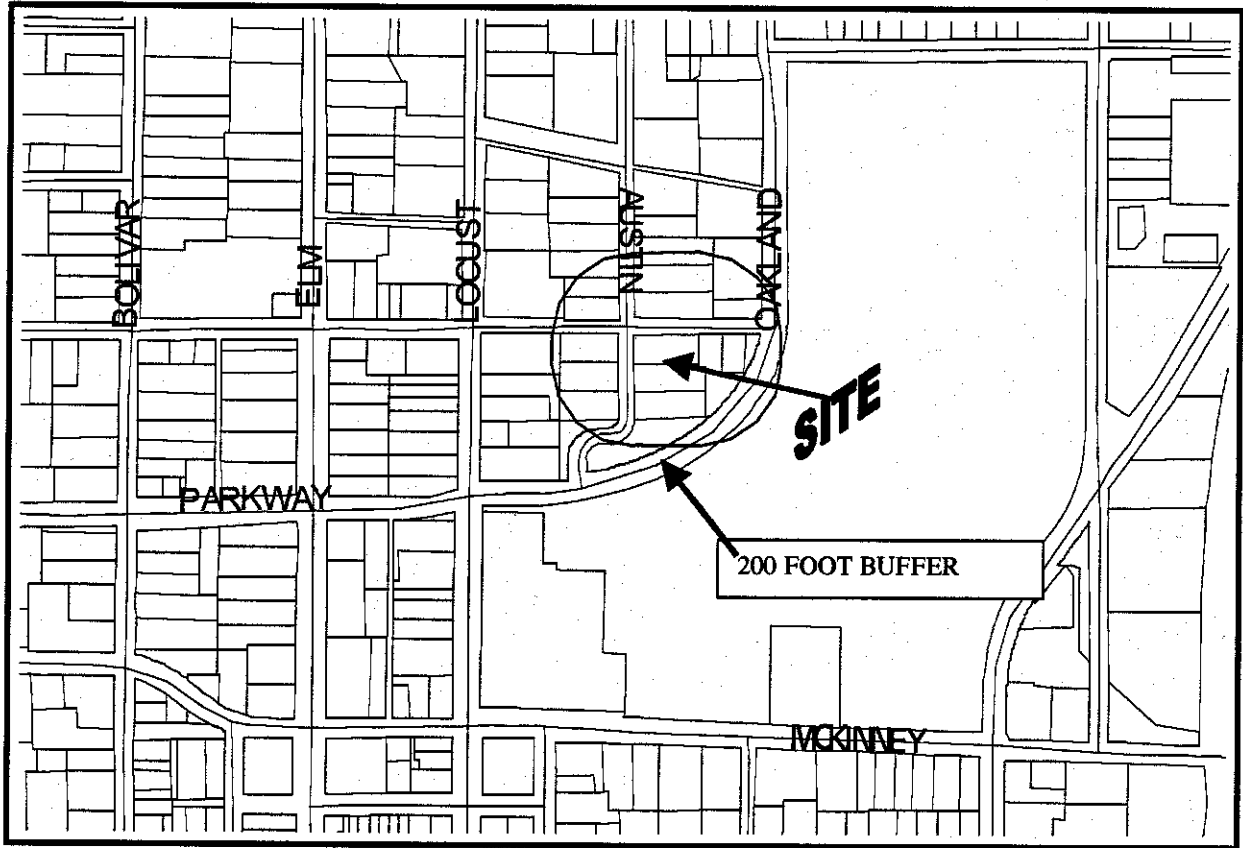 BOLIVAR
ELM
LOCUST
AUSTIN
OAKLAND
SITE
PARKWAY
200 FOOT BUFFER
MCKINNEY